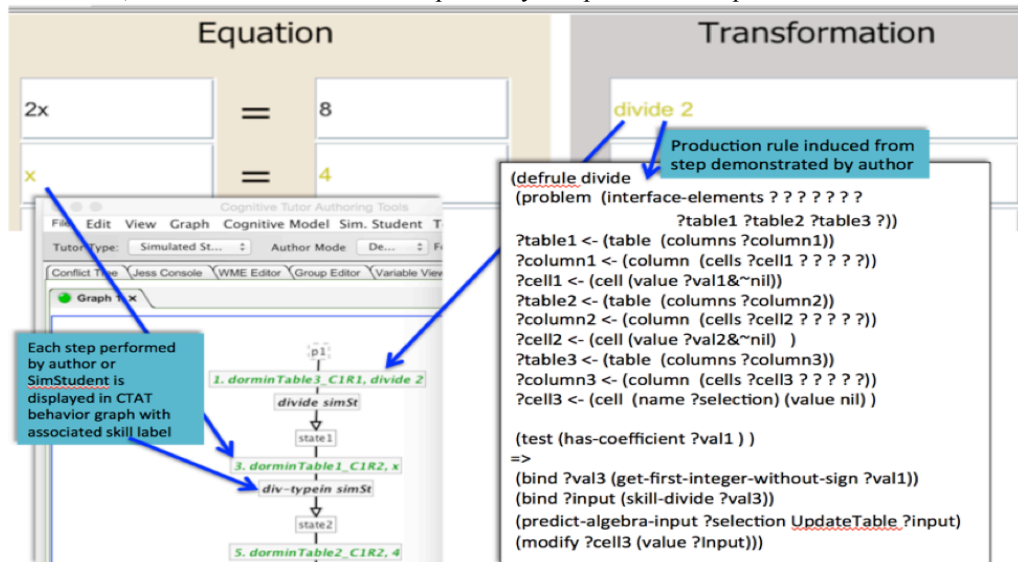 Equation
Transformation
2x = 8
divide 2
x = 4
Production rule induced from
step demonstrated by author
Cognitive Tutor Authoring Tools
File Edit View Graph Cognitive Model Sim. Student T
Tutor Type: Simulated St... Author Mode De... Fo
Conflict Tree Jess Console WME Editor Group Editor Variable View
Graph 1 x
Each step performed
by author or
SimStudent is
displayed in CTAT
behavior graph with
associated skill label
p1
1. dorminTable3_C1R1, divide 2
divide simSt
state1
3. dorminTable1_C1R2, x
div-typein simSt
state2
5. dorminTable2_C1R2, 4
(defrule divide
(problem (interface-elements ? ? ? ? ? ? ?
?table1 ?table2 ?table3 ?))
?table1 <- (table (columns ?column1))
?column1 <- (column (cells ?cell1 ? ? ? ? ?))
?cell1 <- (cell (value ?val1&~nil))
?table2 <- (table (columns ?column2))
?column2 <- (column (cells ?cell2 ? ? ? ? ?))
?cell2 <- (cell (value ?val2&~nil) )
?table3 <- (table (columns ?column3))
?column3 <- (column (cells ?cell3 ? ? ? ? ?))
?cell3 <- (cell (name ?selection) (value nil) )
(test (has-coefficient ?val1 ) )
=>
(bind ?val3 (get-first-integer-without-sign ?val1))
(bind ?input (skill-divide ?val3))
(predict-algebra-input ?selection UpdateTable ?input)
(modify ?cell3 (value ?Input)))